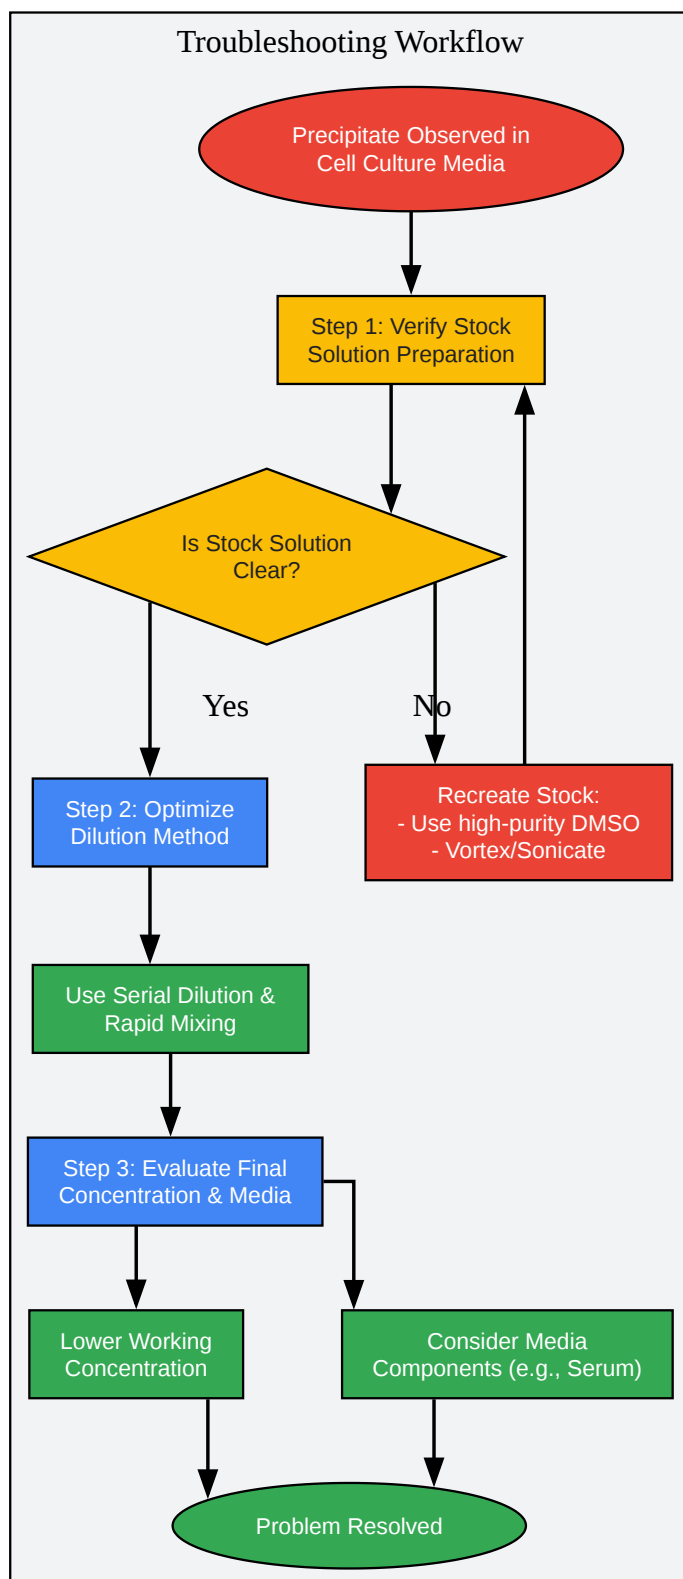 Troubleshooting Workflow
Precipitate Observed in
Cell Culture Media
Step 1: Verify Stock
Solution Preparation
Is Stock Solution
Clear?
Yes
No
Step 2: Optimize
Dilution Method
Recreate Stock:
- Use high-purity DMSO
- Vortex/Sonicate
Use Serial Dilution &
Rapid Mixing
Step 3: Evaluate Final
Concentration & Media
Lower Working
Concentration
Consider Media
Components (e.g., Serum)
Problem Resolved